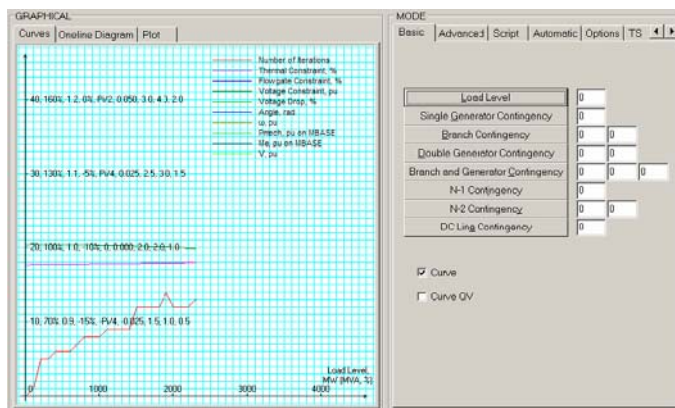 GRAPHICAL
Curves Oneline Diagram Plot
Number of Iterations
Thermal Constraint, %
Flowgate Constraint, %
Voltage Constraint, pu
Voltage Drop, %
Angle, rad
ω, pu
Pmech, pu on MBASE
Me, pu on MBASE
V, pu
40, 160%, 1.2, 0%, PI/2, 0.050, 3.0, 4.0, 2.0
30, 130%, 1.1, -5%, PI/4, 0.025, 2.5, 3.0, 1.5
20, 100%, 1.0, -10%, 0, 0.000, 2.0, 2.0, 1.0
10, 70%, 0.9, -15%, -PI/4, -0.025, 1.5, 1.0, 0.5
Load Level,
MW [MVA, %]
0 1000 2000 3000 4000
MODE
Basic Advanced Script Automatic Options TS
Load Level 0
Single Generator Contingency 0
Branch Contingency 0 0
Double Generator Contingency 0 0
Branch and Generator Contingency 0 0 0
N-1 Contingency 0
N-2 Contingency 0 0
DC Line Contingency 0
Curve
Curve QV